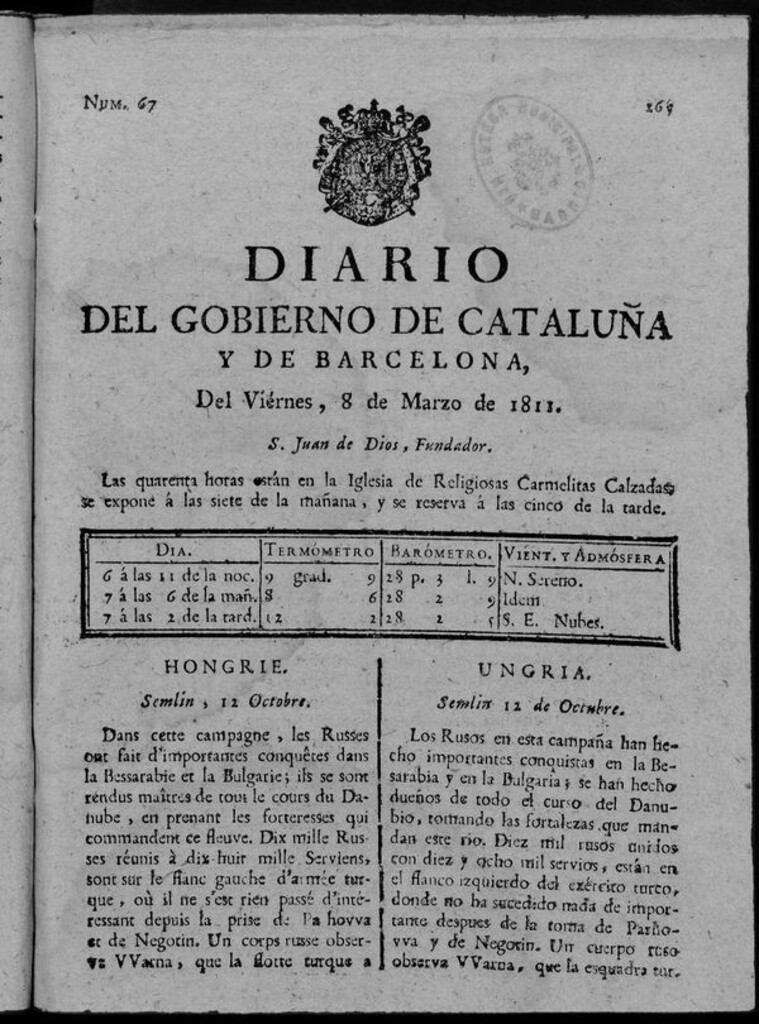 NUM. 67
DIARIO
DEL GOBIERNO DE CATALUÑA
Y DE BARCELONA,
Del Viérnes, 8 de Marzo de 1811.
S. Juan de Dios, Fundador.
Las quarenta horas están en la Iglesia de Religiosas Carmelitas Calzadas
se expone á las siete de la mañana, y se reserva á las cinco de la tarde.
DIA. TERMÓMETRO BARÓMETRO. VIENT. Y ADMÓSFERA
6 á las 11 de la noc. 9 grad. 9 28 p. 3 l. 9 N. Sereno.
7 á las 6 de la mañ. 8 6 28 2 9 Idem
7 á las 2 de la tard. 12 2 28 2 5 S. E. Nubes.
HONGRIE.
Semlin, 12 Octobre.
Dans cette campagne, les Russes
ont fait d'importantes conquêtes dans
la Bessarabie et la Bulgarie; ils se sont
rendus maîtres de tout le cours du Da-
nube, en prenant les forteresses qui
commandent ce fleuve. Dix mille Rus-
ses réunis à dix-huit mille Serviens,
sont sur le flanc gauche d'armée tur-
que, où il ne s'est rien passé d'inté-
ressant depuis la prise de
et de Negotin. Un corps russe obser-
ve VVarna, que la flotte turque a
UNGRIA.
Semlin 12 de Octubre.
Los Rusos en esta campaña han he-
cho importantes conquistas en la Be-
sarabia y en la Bulgaria; se han hecho
dueños de todo el curso del Danu-
bio, tomando las fortalezas que man-
dan este rio. Diez mil rusos unidos
con diez y ocho mil servios, están en
el flanco izquierdo del exército turco,
donde no ha sucedido nada de impor-
tante despues de la toma de
vva y de Negotin. Un cuerpo ruso
observa VVarna, que la esquadra tur-